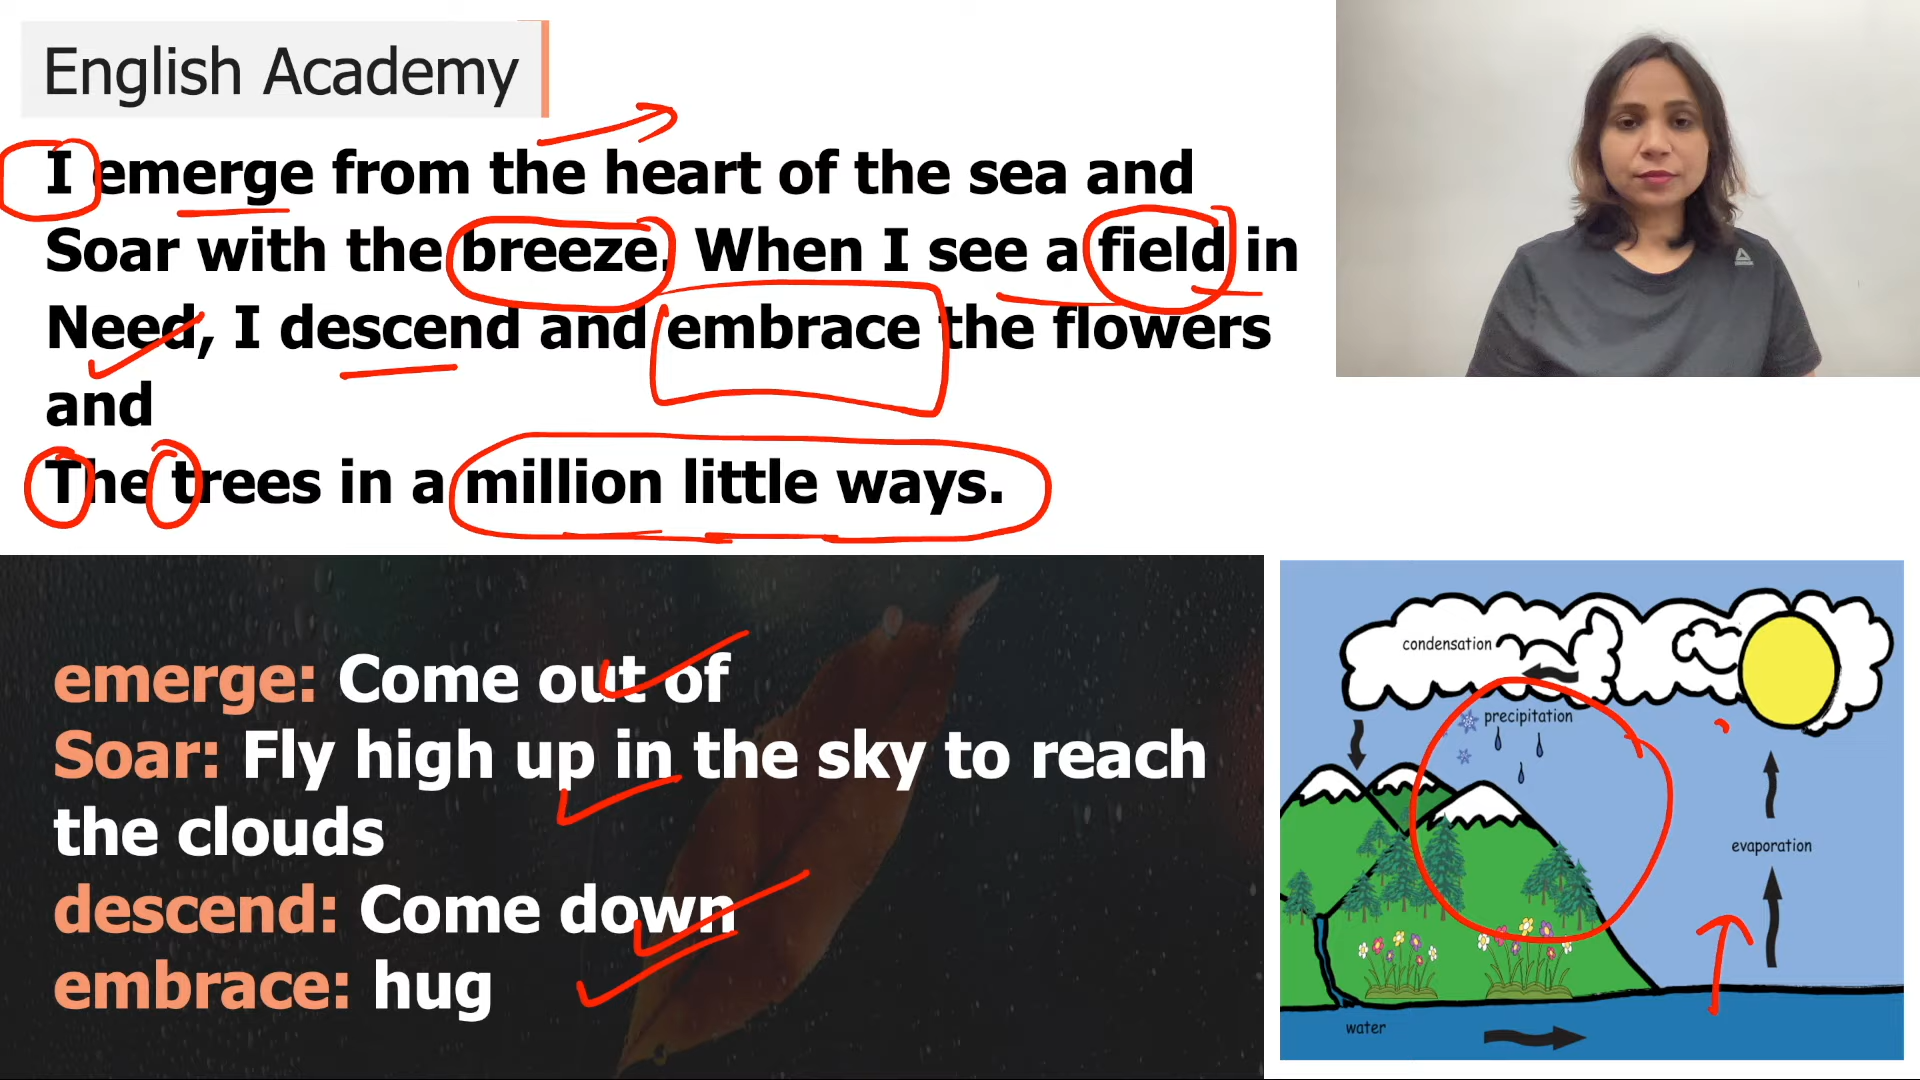 English Academy
I emerge from the heart of the sea and
Soar with the breeze. When I see a field in
Need, I descend and embrace the flowers
and
The trees in a million little ways.
emerge: Come out of
Soar: Fly high up in the sky to reach
the clouds
descend: Come down
embrace: hug
condensation
precipitation
evaporation
water